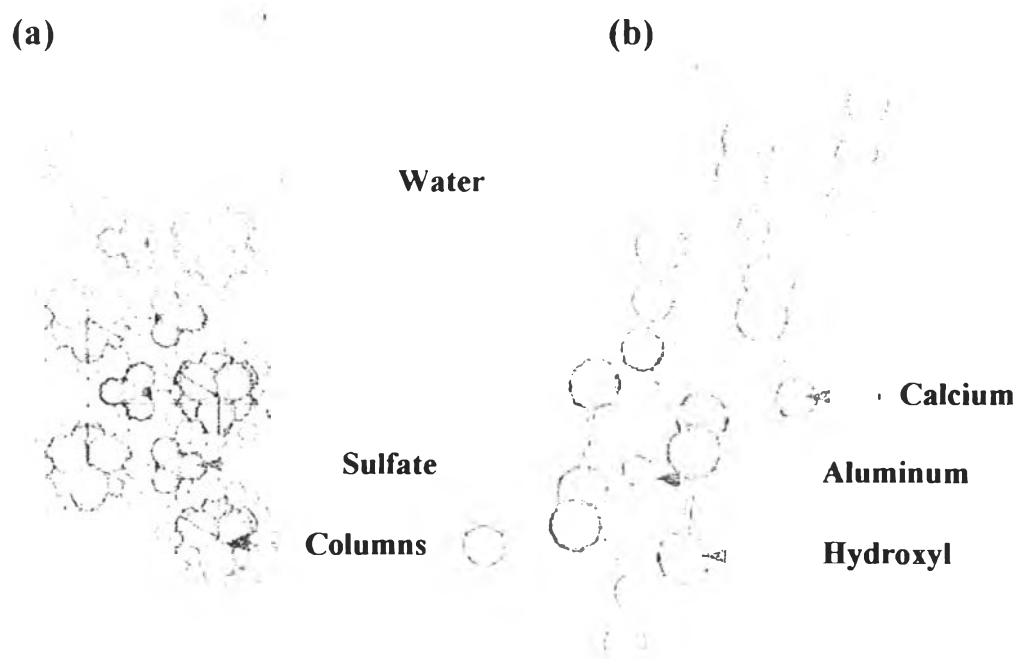 (a)
(b)
Water
Calcium
Sulfate
Aluminum
Columns
Hydroxyl